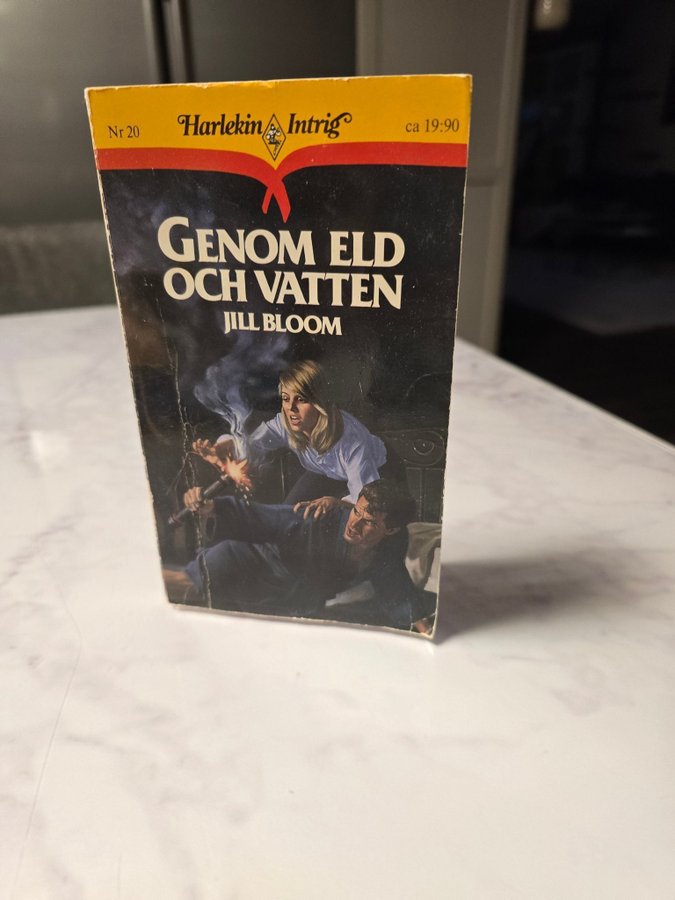 Nr 20
Harlekin Intrig
ca 19:90
GENOM ELD
OCH VATTEN
JILL BLOOM